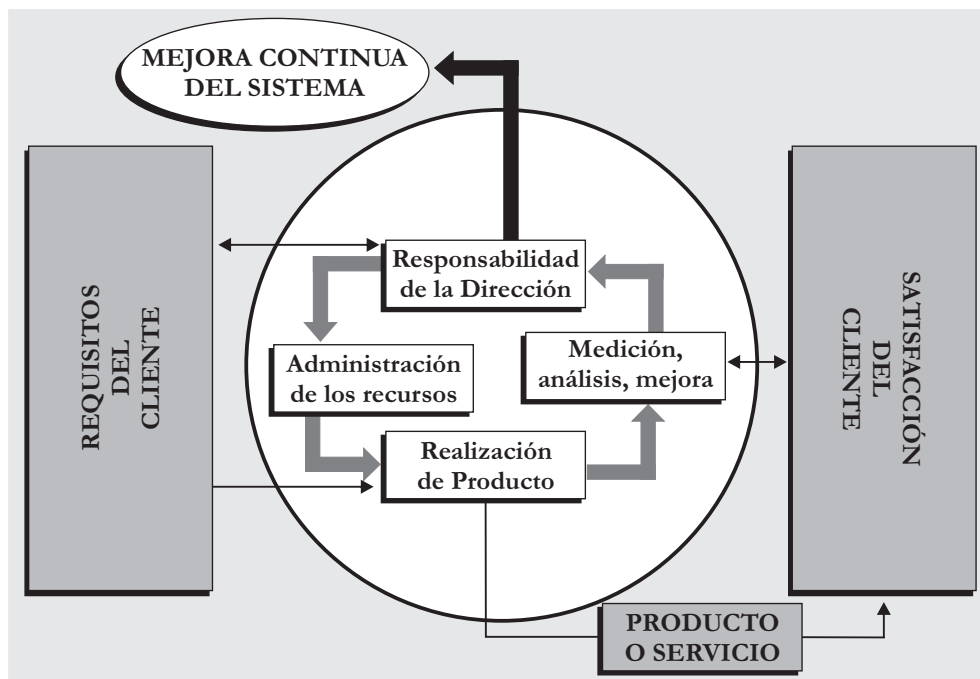 MEJORA CONTINUA
DEL SISTEMA
REQUISITOS
DEL
CLIENTE
Responsabilidad
de la Dirección
Administración
de los recursos
Medición,
análisis, mejora
Realización
de Producto
SATISFACCIÓN
DEL
CLIENTE
PRODUCTO
O SERVICIO